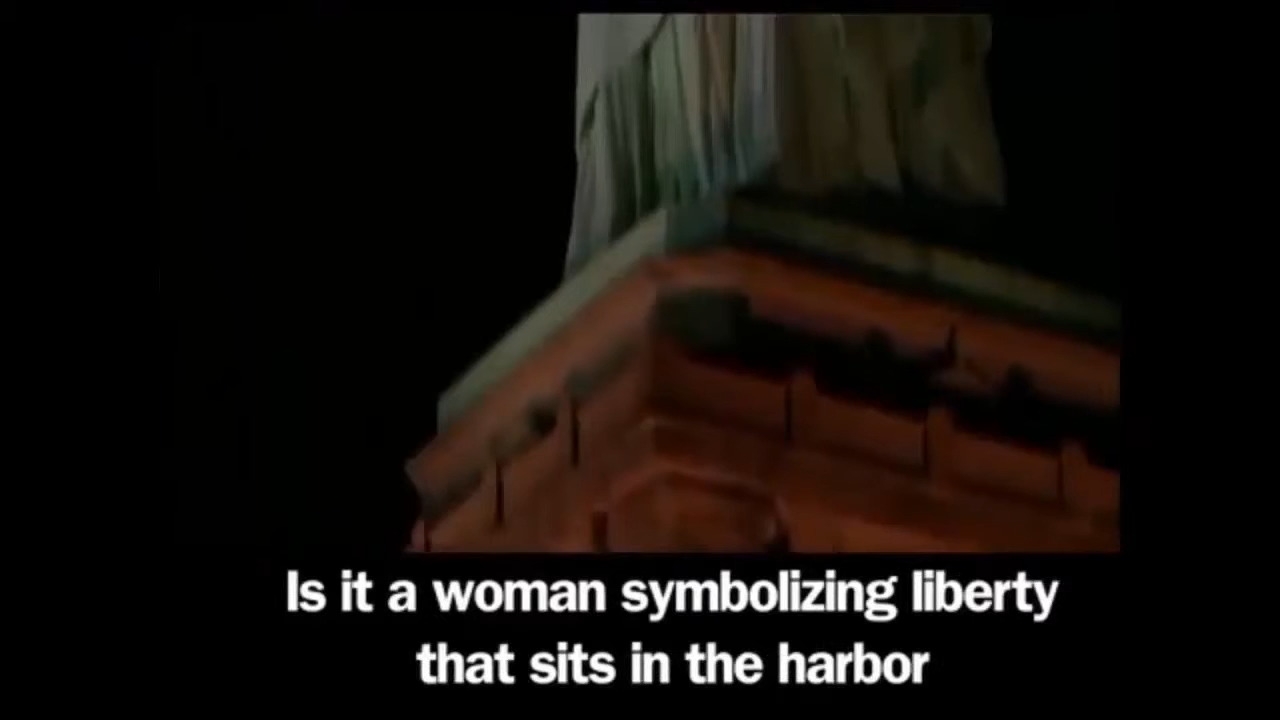 Is it a woman symbolizing liberty
that sits in the harbor